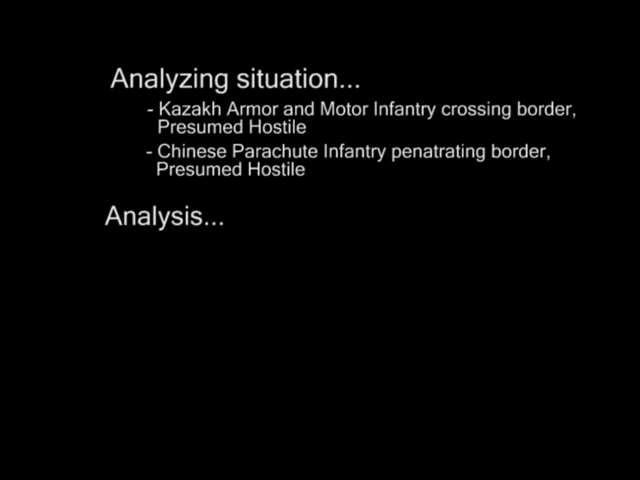 Analyzing situation...
- Kazakh Armor and Motor Infantry crossing border,
Presumed Hostile
- Chinese Parachute Infantry penatrating border,
Presumed Hostile
Analysis...